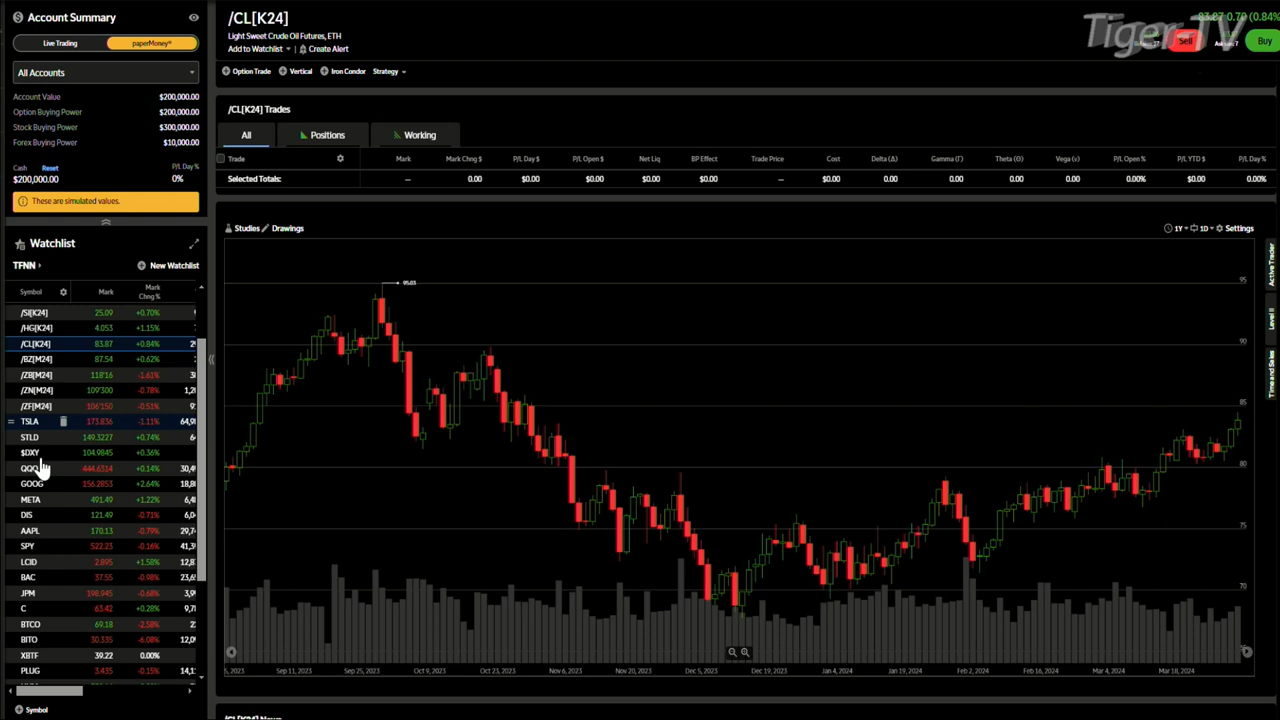 Account Summary
Live Trading paperMoney®
All Accounts
Account Value $200,000.00
Option Buying Power $200,000.00
Stock Buying Power $300,000.00
Forex Buying Power $10,000.00
Cash Reset P/L Day %
$200,000.00 0%
These are simulated values.
Watchlist
TFNN New Watchlist
Symbol Mark Mark Chng %
/SI[K24] 25.09 +0.70%
/HG[K24] 4.053 +1.15%
/CL[K24] 83.87 +0.84%
/BZ[M24] 87.54 +0.62%
/ZB[M24] 118'16 -1.61%
/ZN[M24] 109'300 -0.78%
/ZF[M24] 106'150 -0.51%
TSLA 173.836 -1.11%
STLD 149.3227 +0.74%
$DXY 104.9845 +0.36%
QQQ 444.6314 +0.14%
GOOG 156.2853 +2.64%
META 491.49 +1.22%
DIS 121.49 -0.71%
AAPL 170.13 -0.79%
SPY 522.23 -0.16%
LCID 2.895 +1.58%
BAC 37.55 -0.98%
JPM 198.945 -0.68%
C 63.42 +0.28%
BTCO 69.18 -2.58%
BITO 30.335 -6.08%
XBTF 39.22 0.00%
PLUG 3.435 -0.15%
Symbol
/CL[K24]
Light Sweet Crude Oil Futures, ETH
Add to Watchlist Create Alert
83.87 0.70 (0.84%
Tiger-TV
Sell Buy
Option Trade Vertical Iron Condor Strategy
/CL[K24] Trades
All Positions Working
Trade Mark Mark Chng $ P/L Day $ P/L Open $ Net Liq BP Effect Trade Price Cost Delta (Δ) Gamma (Γ) Theta (Θ) Vega (v) P/L Open % P/L YTD $ P/L Day%
Selected Totals: — 0.00 $0.00 $0.00 $0.00 $0.00 — $0.00 0.00 0.00 0.00 0.00 0.00% $0.00 0.00%
Studies Drawings 1Y 1D Settings
95.03
95
90
85
80
75
70
Sep 11, 2023 Sep 25, 2023 Oct 9, 2023 Oct 23, 2023 Nov 6, 2023 Nov 20, 2023 Dec 5, 2023 Dec 19, 2023 Jan 4, 2024 Jan 19, 2024 Feb 2, 2024 Feb 16, 2024 Mar 4, 2024 Mar 18, 2024
Active Trader
Level II
Time and Sales
/CL[K24] News